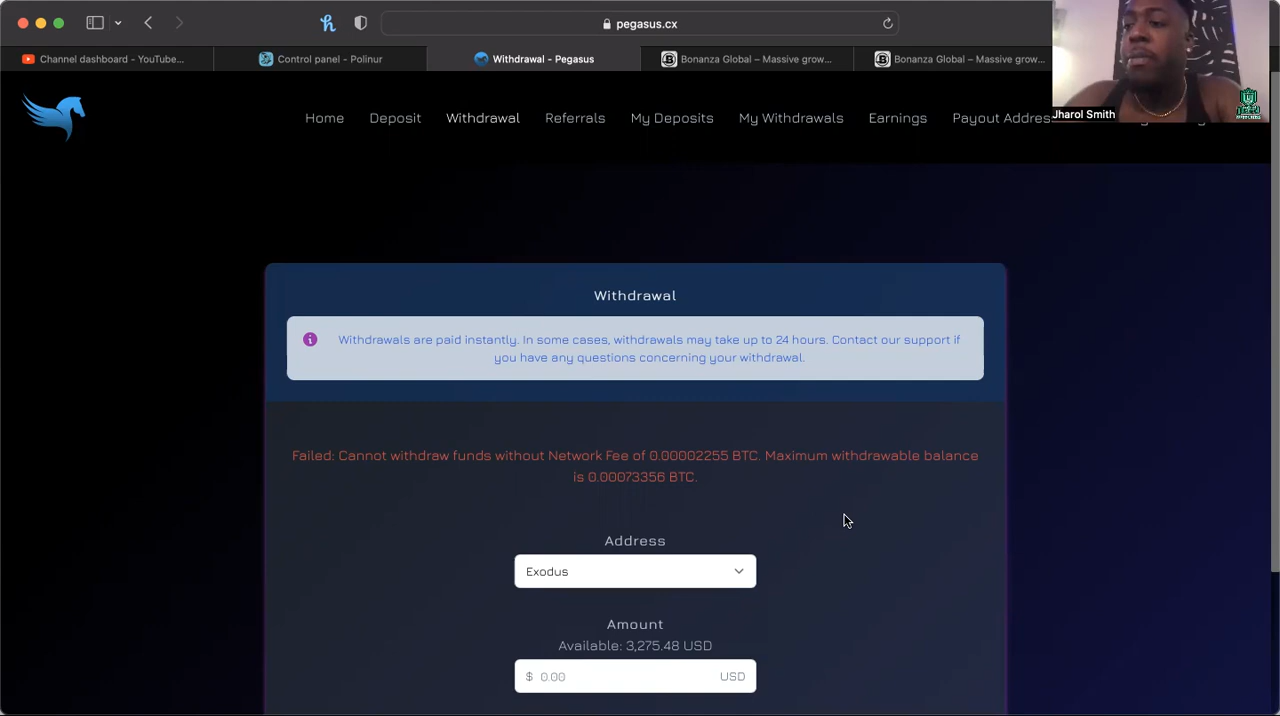 pegasus.cx
Channel dashboard - YouTube...
Control panel - Polinur
Withdrawal - Pegasus
Bonanza Global – Massive grow...
Bonanza Global – Massive grow...
Jharol Smith
Home
Deposit
Withdrawal
Referrals
My Deposits
My Withdrawals
Earnings
Payout Addres
Withdrawal
Withdrawals are paid instantly. In some cases, withdrawals may take up to 24 hours. Contact our support if
you have any questions concerning your withdrawal.
Failed: Cannot withdraw funds without Network Fee of 0.00002255 BTC. Maximum withdrawable balance
is 0.00073356 BTC.
Address
Exodus
Amount
Available: 3,275.48 USD
$ 0.00 USD